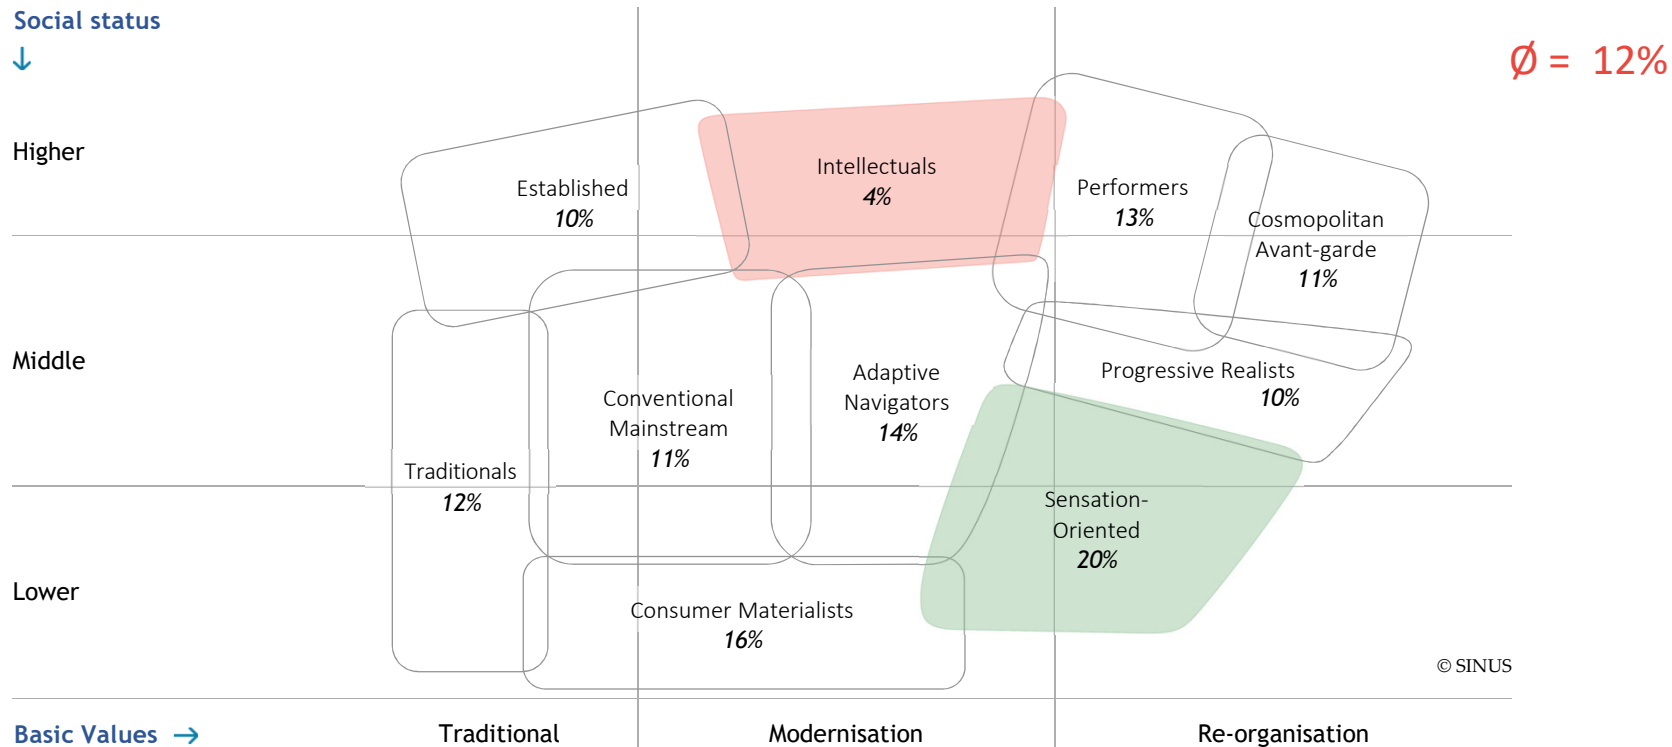 Social status
↓
Ø = 12%
Higher
Established
10%
Intellectuals
4%
Performers
13%
Cosmopolitan
Avant-garde
11%
Middle
Traditionals
12%
Conventional
Mainstream
11%
Adaptive
Navigators
14%
Progressive Realists
10%
Sensation-
Oriented
20%
Lower
Consumer Materialists
16%
© SINUS
Basic Values →
Traditional
Modernisation
Re-organisation